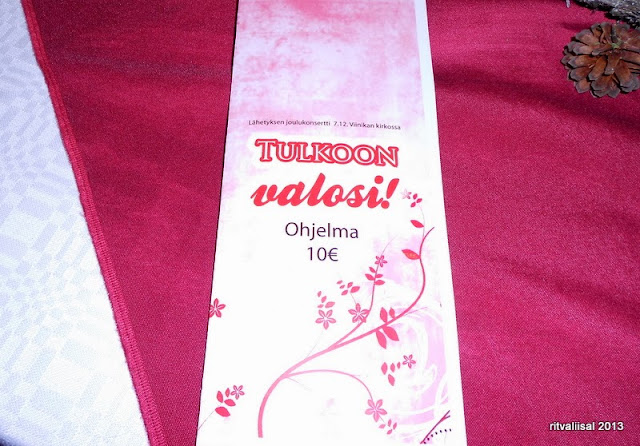 Lähetyksen joulukonsertti 7.12. Viinikan kirkossa
TULKOON
valosi!
Ohjelma
10€
ritvaliisal 2013